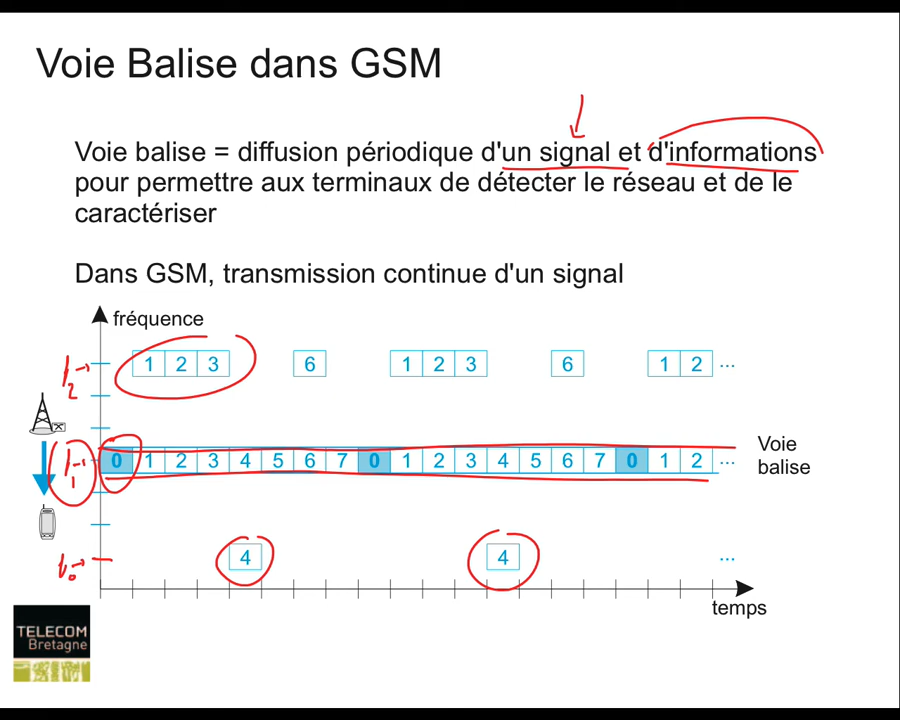 Voie Balise dans GSM
Voie balise = diffusion périodique d'un signal et d'informations
pour permettre aux terminaux de détecter le réseau et de le
caractériser
Dans GSM, transmission continue d'un signal
fréquence
1 2 3 6 1 2 3 6 1 2 ...
f2
0 1 2 3 4 5 6 7 0 1 2 3 4 5 6 7 0 1 2 ...
f1
Voie
balise
4 4 ...
f0
temps
TELECOM
Bretagne